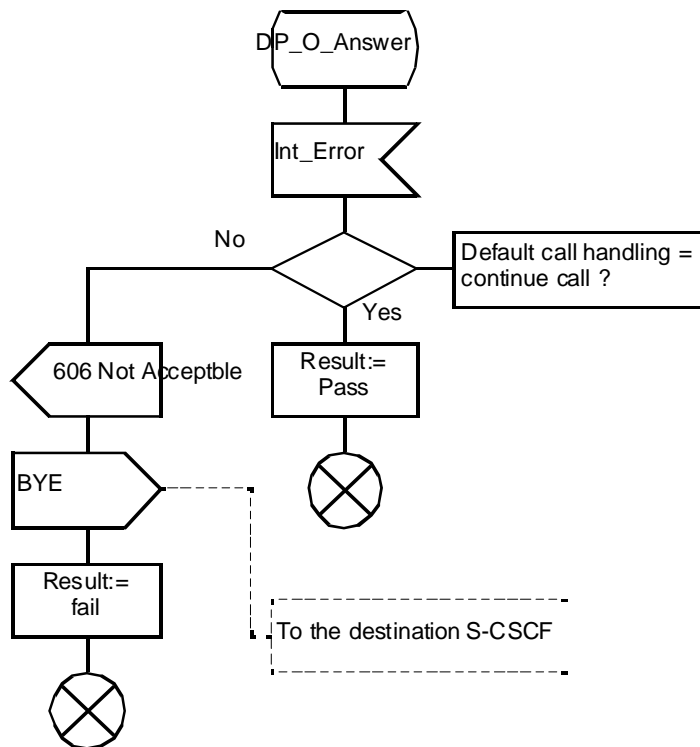 DP_O_Answer
Int_Error
No
Default call handling =
continue call ?
Yes
606 Not Acceptble
Result:=
Pass
BYE
Result:=
fail
To the destination S-CSCF